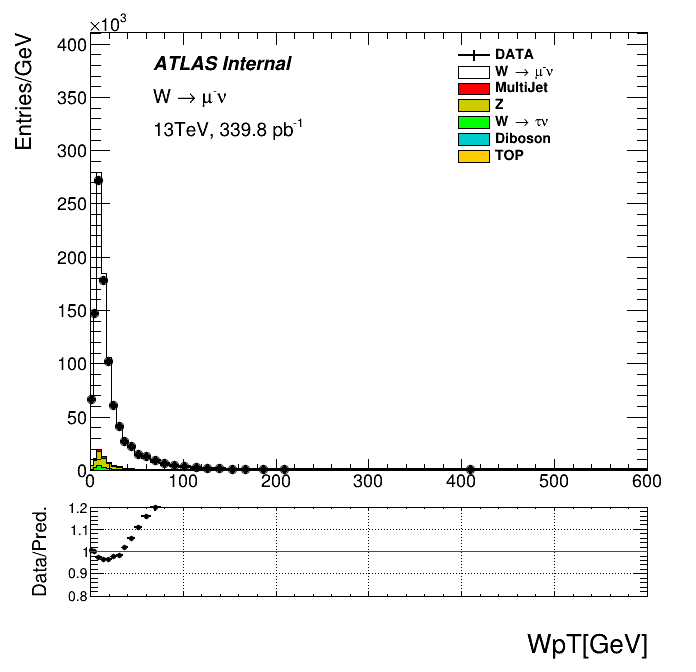 ×10³
Entries/GeV
400
350
300
250
200
150
100
50
0
ATLAS Internal
W → μ⁻ν
13TeV, 339.8 pb⁻¹
DATA
W → μ⁻ν
MultiJet
Z
W → τν
Diboson
TOP
0 100 200 300 400 500 600
Data/Pred.
1.2
1.1
1
0.9
0.8
WpT[GeV]